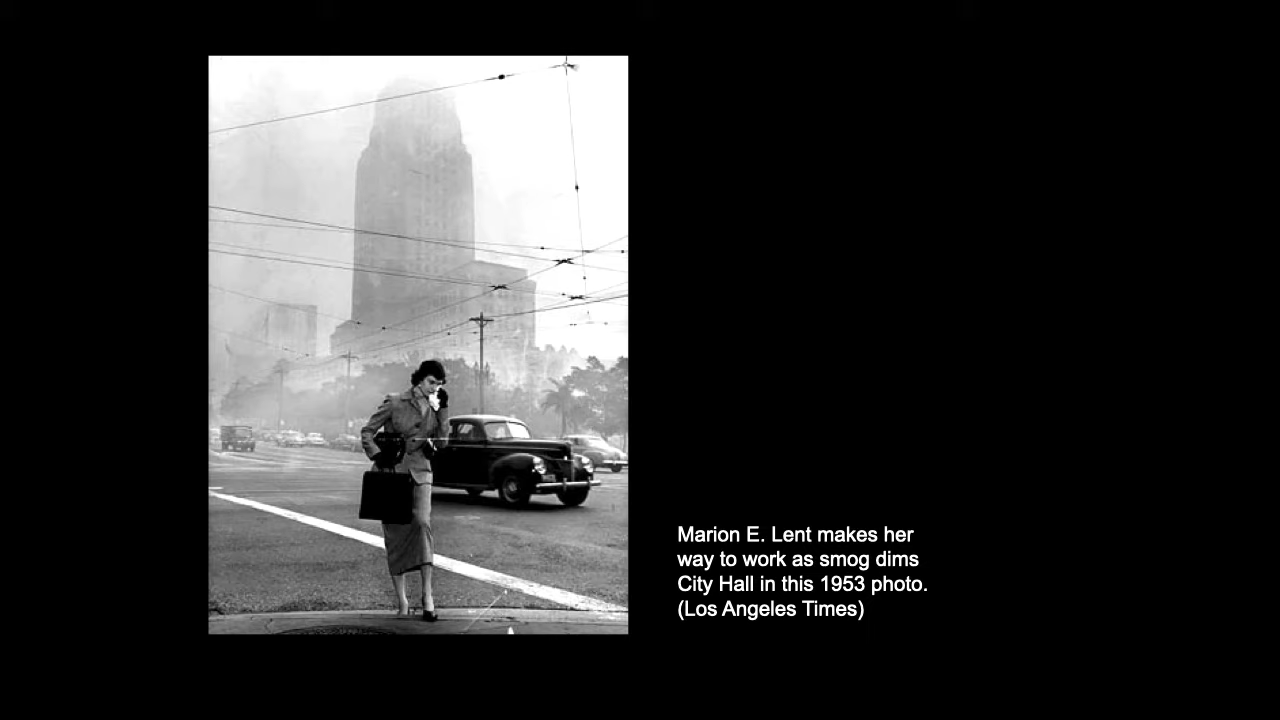 Marion E. Lent makes her
way to work as smog dims
City Hall in this 1953 photo.
(Los Angeles Times)